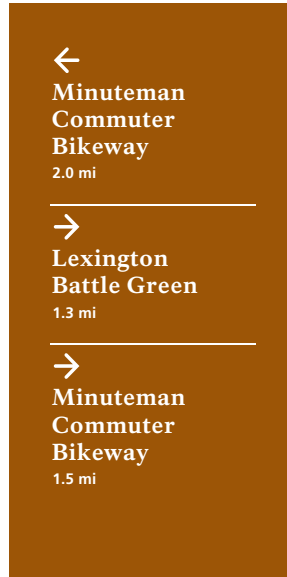 ←
Minuteman
Commuter
Bikeway
2.0 mi
→
Lexington
Battle Green
1.3 mi
→
Minuteman
Commuter
Bikeway
1.5 mi